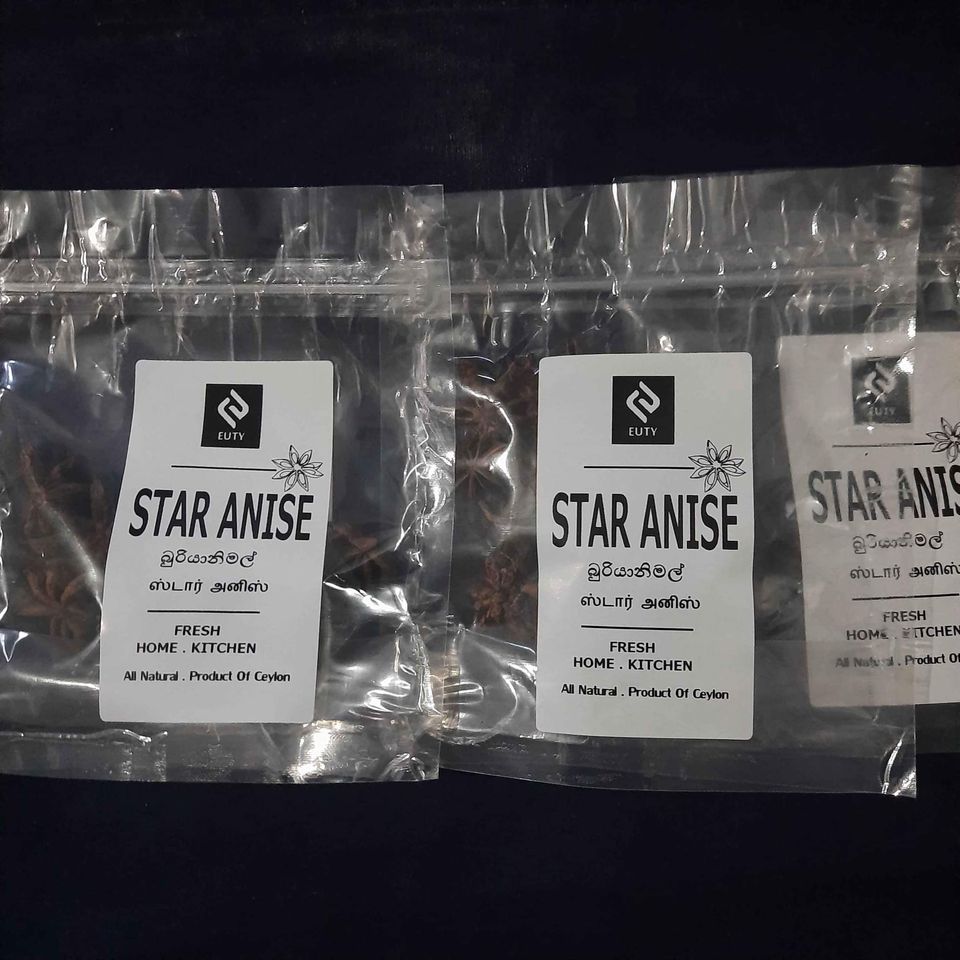 EUTY
STAR ANISE
බුරියානිමල්
ஸ்டார் அனிஸ்
FRESH
HOME . KITCHEN
All Natural . Product Of Ceylon
EUTY
STAR ANISE
බුරියානිමල්
ஸ்டார் அனிஸ்
FRESH
HOME . KITCHEN
All Natural . Product Of Ceylon
EUTY
STAR ANIS
බුරියානිමල්
ஸ்டார் அனிஸ்
FRESH
HOME . KITCHEN
All Natural . Product Of